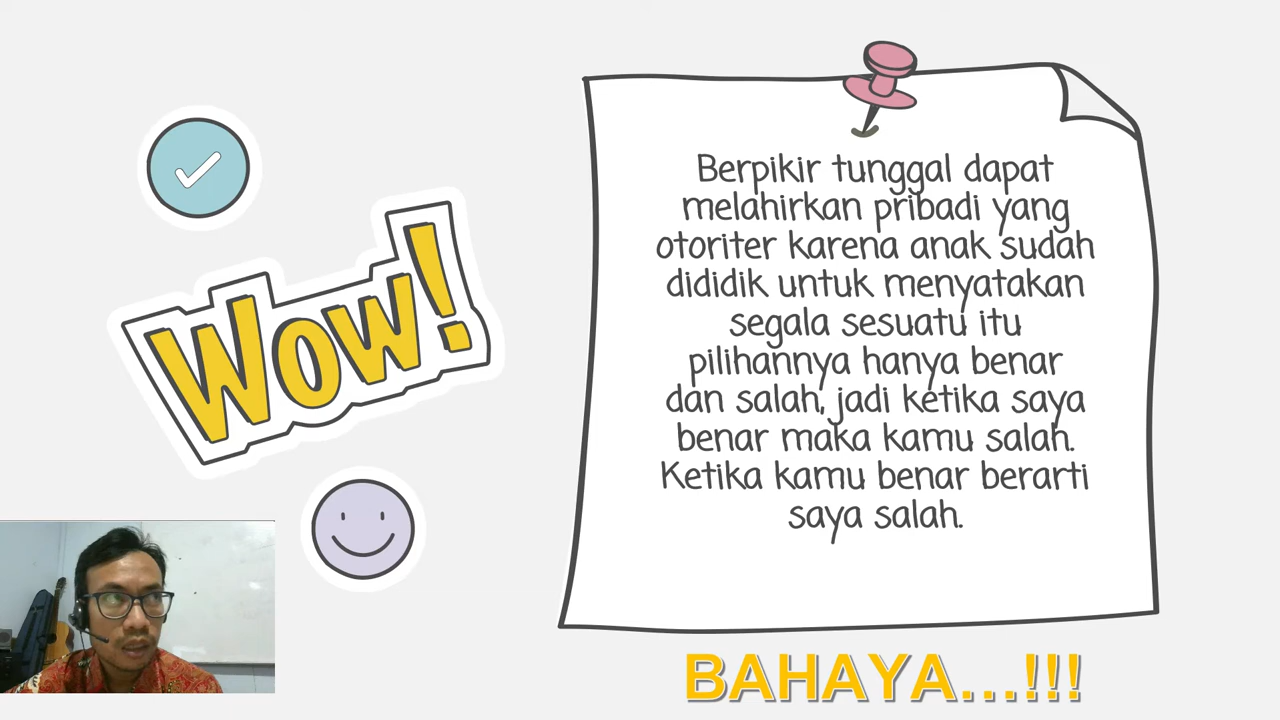 Wow!
Berpikir tunggal dapat
melahirkan pribadi yang
otoriter karena anak sudah
dididik untuk menyatakan
segala sesuatu itu
pilihannya hanya benar
dan salah, jadi ketika saya
benar maka kamu salah.
Ketika kamu benar berarti
saya salah.
BAHAYA...!!!